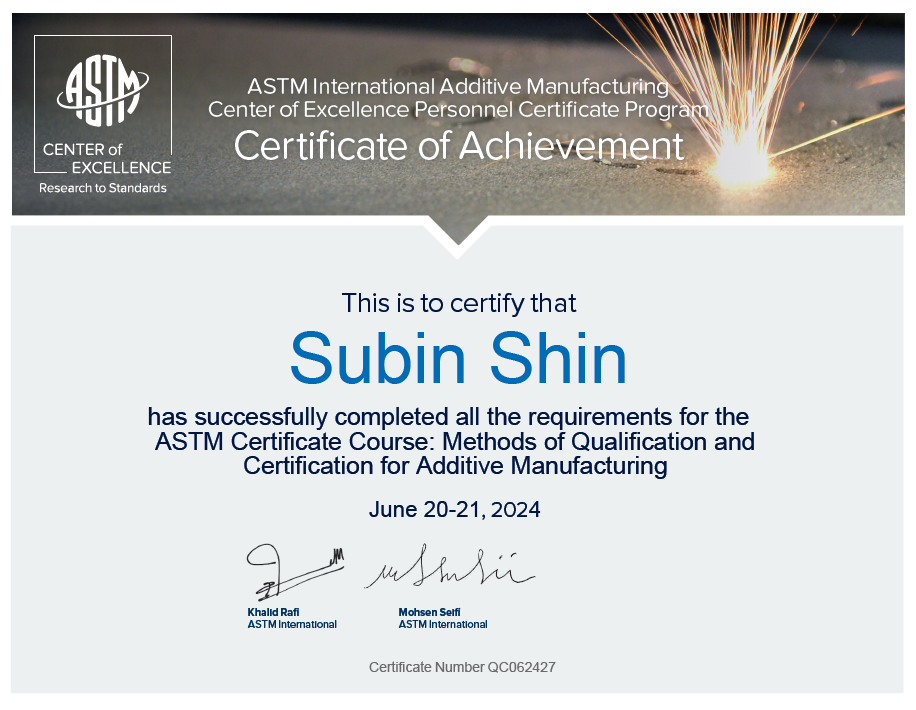 ASTM
CENTER of
EXCELLENCE
Research to Standards
ASTM International Additive Manufacturing
Center of Excellence Personnel Certificate Program
Certificate of Achievement
This is to certify that
Subin Shin
has successfully completed all the requirements for the
ASTM Certificate Course: Methods of Qualification and
Certification for Additive Manufacturing
June 20-21, 2024
Khalid Rafi
ASTM International
Mohsen Seifi
ASTM International
Certificate Number QC062427